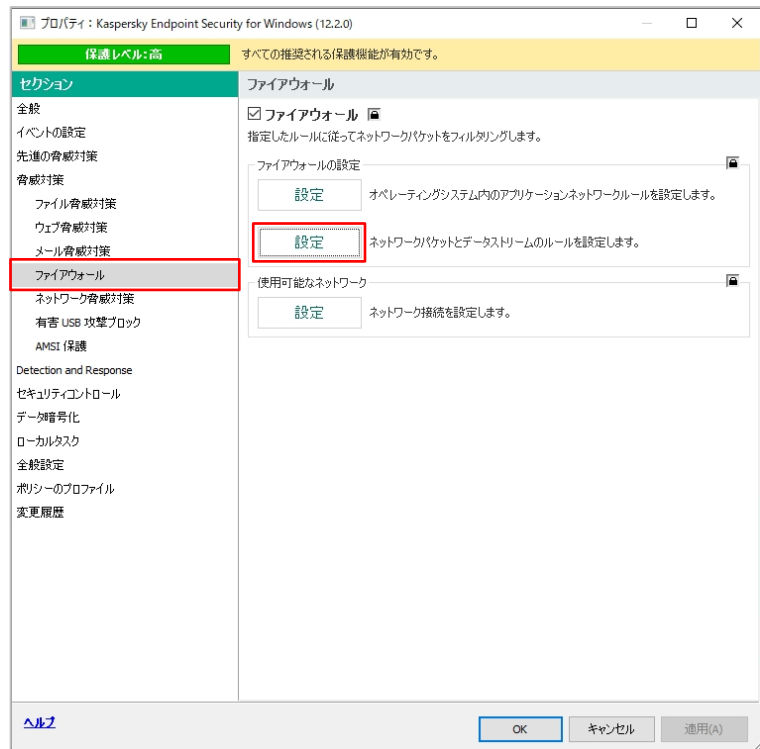 プロパティ：Kaspersky Endpoint Security for Windows (12.2.0)
保護レベル：高
すべての推奨される保護機能が有効です。
セクション
全般
イベントの設定
先進の脅威対策
脅威対策
ファイル脅威対策
ウェブ脅威対策
メール脅威対策
ファイアウォール
ネットワーク脅威対策
有害 USB 攻撃ブロック
AMSI 保護
Detection and Response
セキュリティコントロール
データ暗号化
ローカルタスク
全般設定
ポリシーのプロファイル
変更履歴
ファイアウォール
ファイアウォール
指定したルールに従ってネットワークパケットをフィルタリングします。
ファイアウォールの設定
設定 オペレーティングシステム内のアプリケーションネットワークルールを設定します。
設定 ネットワークパケットとデータストリームのルールを設定します。
使用可能なネットワーク
設定 ネットワーク接続を設定します。
ヘルプ
OK キャンセル 適用(A)